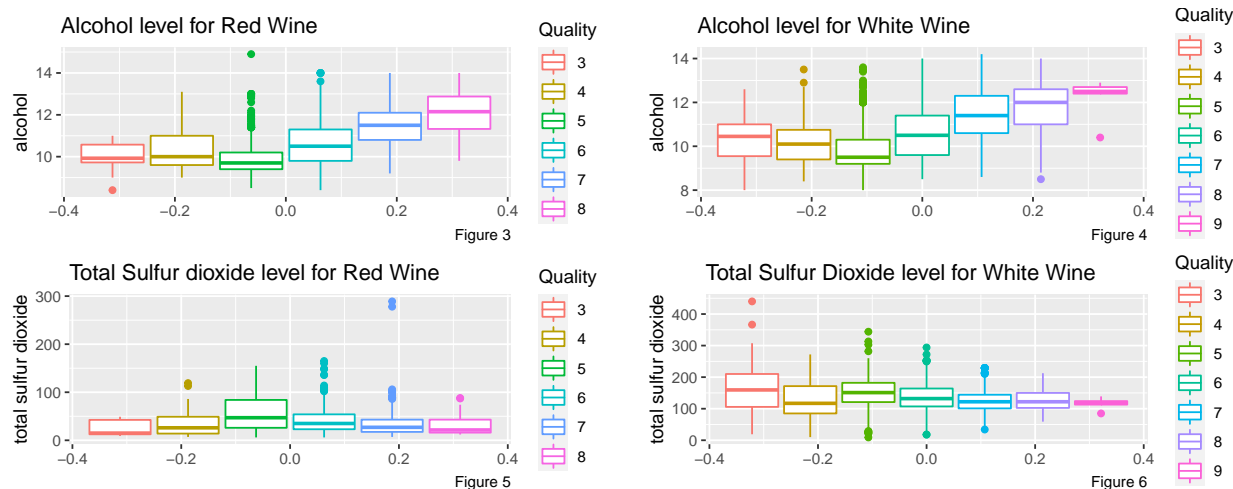 Alcohol level for Red Wine
alcohol
14
12
10
−0.4 −0.2 0.0 0.2 0.4
Figure 3
Quality
3
4
5
6
7
8
Alcohol level for White Wine
alcohol
14
12
10
8
−0.4 −0.2 0.0 0.2 0.4
Figure 4
Quality
3
4
5
6
7
8
9
Total Sulfur dioxide level for Red Wine
total sulfur dioxide
300
200
100
0
−0.4 −0.2 0.0 0.2 0.4
Figure 5
Quality
3
4
5
6
7
8
Total Sulfur Dioxide level for White Wine
total sulfur dioxide
400
300
200
100
0
−0.4 −0.2 0.0 0.2 0.4
Figure 6
Quality
3
4
5
6
7
8
9